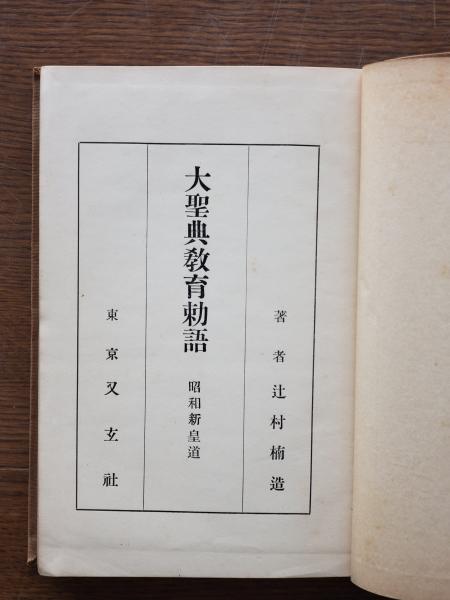 著者 辻村楠造
大聖典教育勅語 昭和新皇道
東京又玄社